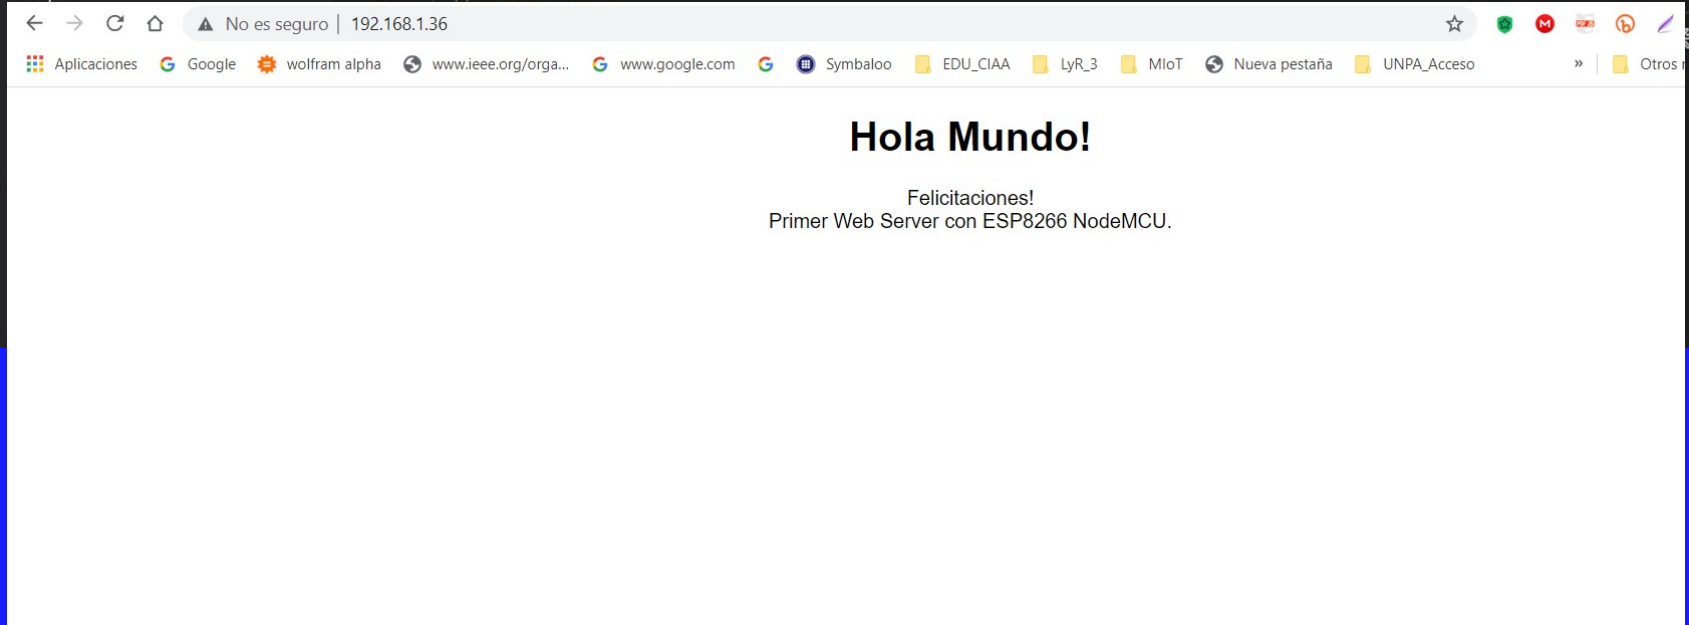 No es seguro | 192.168.1.36
Aplicaciones Google wolfram alpha www.ieee.org/orga... www.google.com Symbaloo EDU_CIAA LyR_3 MIoT Nueva pestaña UNPA_Acceso » Otros
Hola Mundo!
Felicitaciones!
Primer Web Server con ESP8266 NodeMCU.